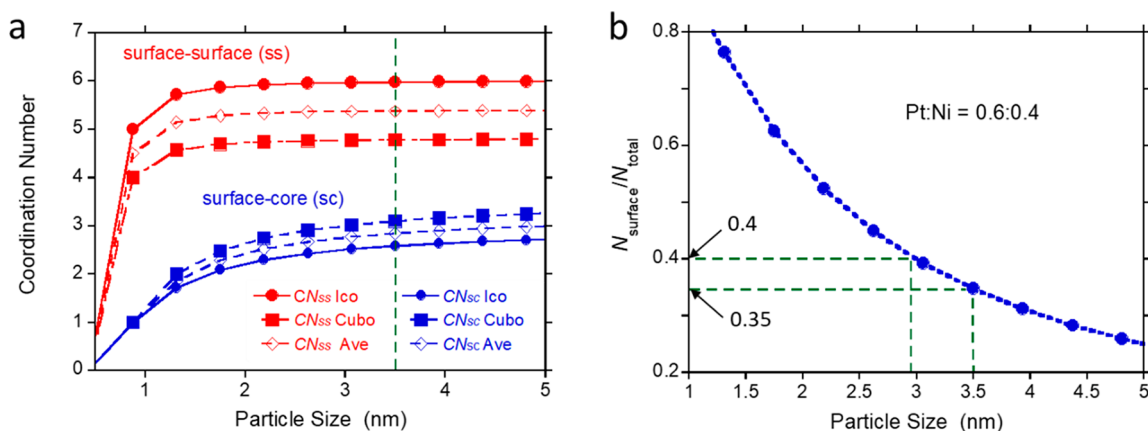 a
surface-surface (ss)
surface-core (sc)
Coordination Number
7
6
5
4
3
2
1
0
CNss Ico
CNss Cubo
CNss Ave
CNsc Ico
CNsc Cubo
CNsc Ave
1 2 3 4 5
Particle Size (nm)
b
Pt:Ni = 0.6:0.4
Nsurface/Ntotal
0.8
0.6
0.4
0.2
0.4
0.35
1 1.5 2 2.5 3 3.5 4 4.5 5
Particle Size (nm)